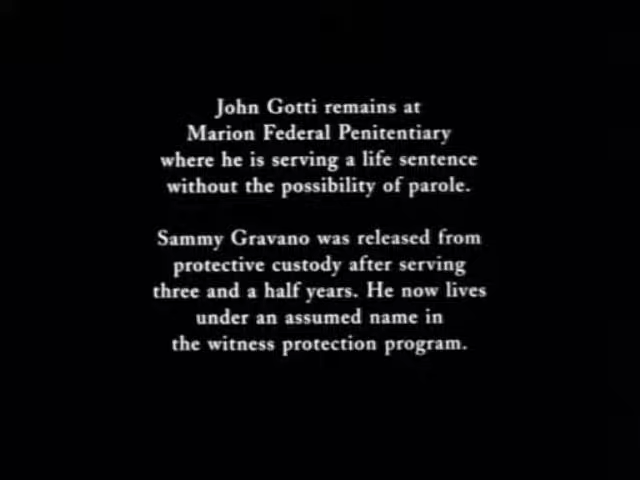 John Gotti remains at
Marion Federal Penitentiary
where he is serving a life sentence
without the possibility of parole.
Sammy Gravano was released from
protective custody after serving
three and a half years. He now lives
under an assumed name in
the witness protection program.